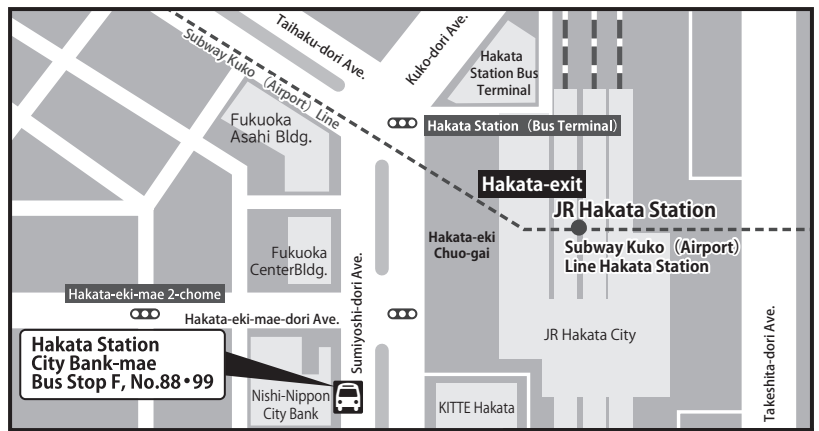 Taihaku-dori Ave.
Kuko-dori Ave.
Subway Kuko（Airport）Line
Hakata
Station Bus
Terminal
Fukuoka
Asahi Bldg.
Hakata Station（Bus Terminal）
Hakata-exit
JR Hakata Station
Subway Kuko（Airport）
Line Hakata Station
Hakata-eki
Chuo-gai
Fukuoka
CenterBldg.
Sumiyoshi-dori Ave.
Hakata-eki-mae 2-chome
Hakata-eki-mae-dori Ave.
JR Hakata City
Takeshita-dori Ave.
Hakata Station
City Bank-mae
Bus Stop F, No.88•99
Nishi-Nippon
City Bank
KITTE Hakata